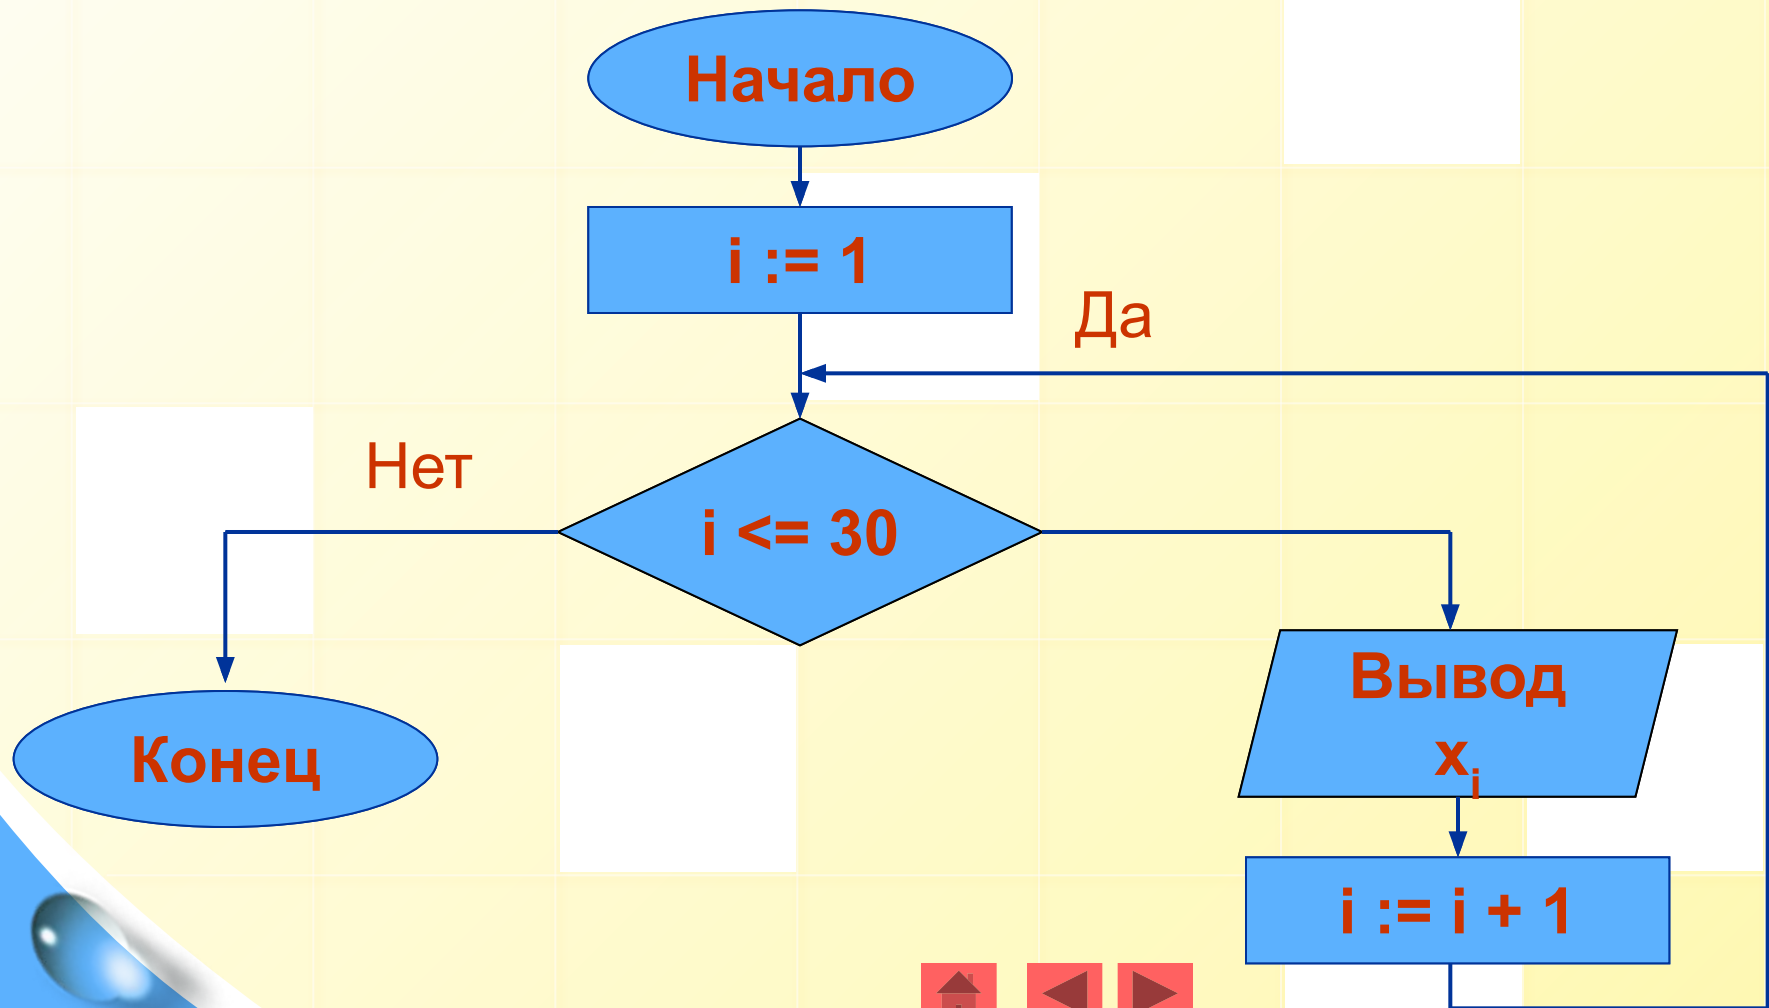 Начало
i := 1
Да
Нет
i <= 30
Вывод
xi
Конец
i := i + 1